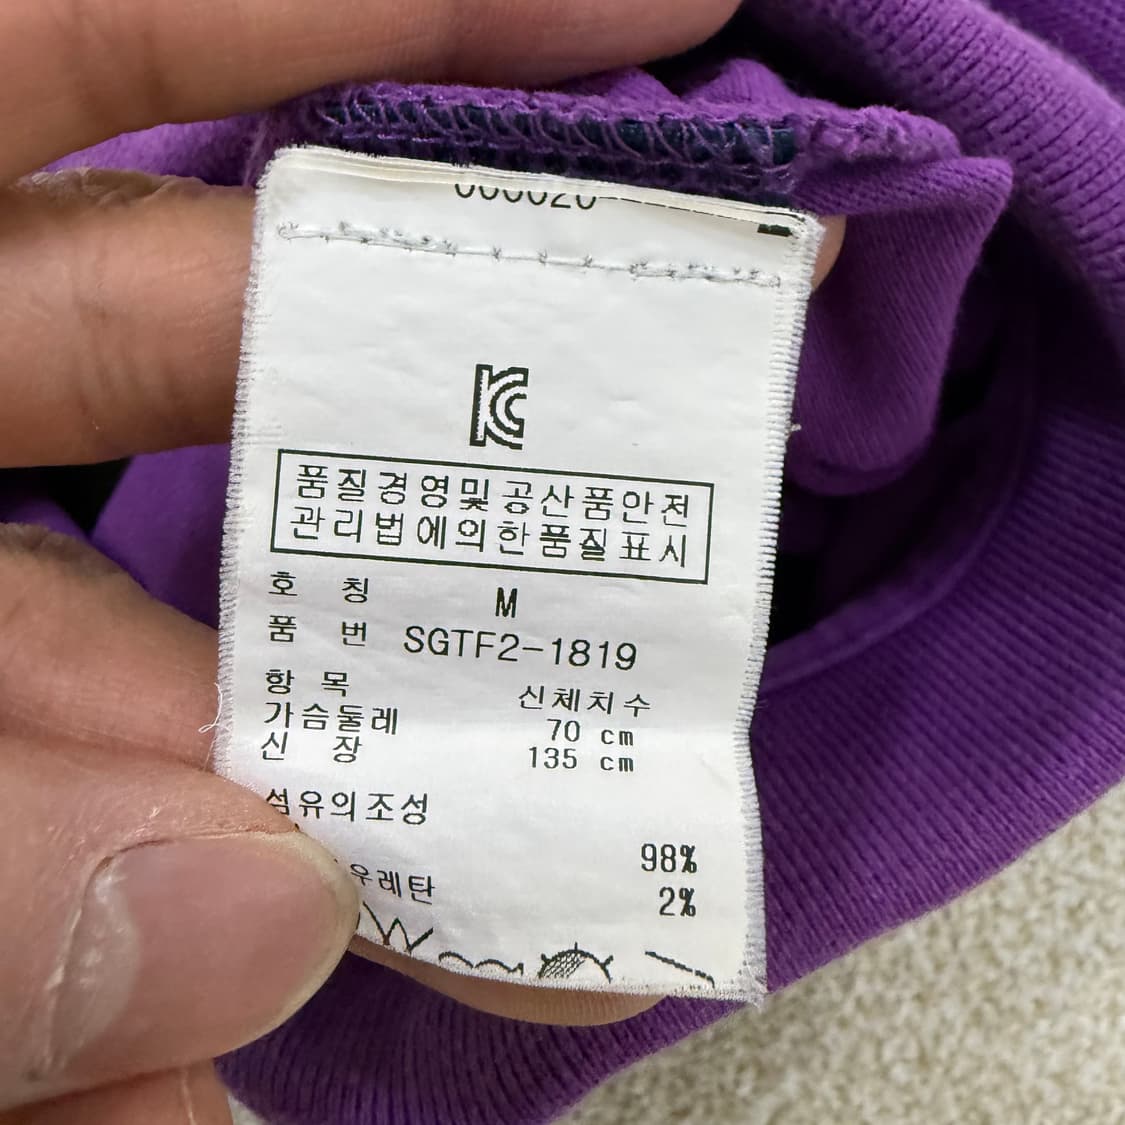 품질경영및공산품안전
관리법에의한품질표시
호 칭 M
품 번 SGTF2-1819
항 목 신체치수
가슴둘레 70 cm
신 장 135 cm
섬유의조성
98%
우레탄 2%